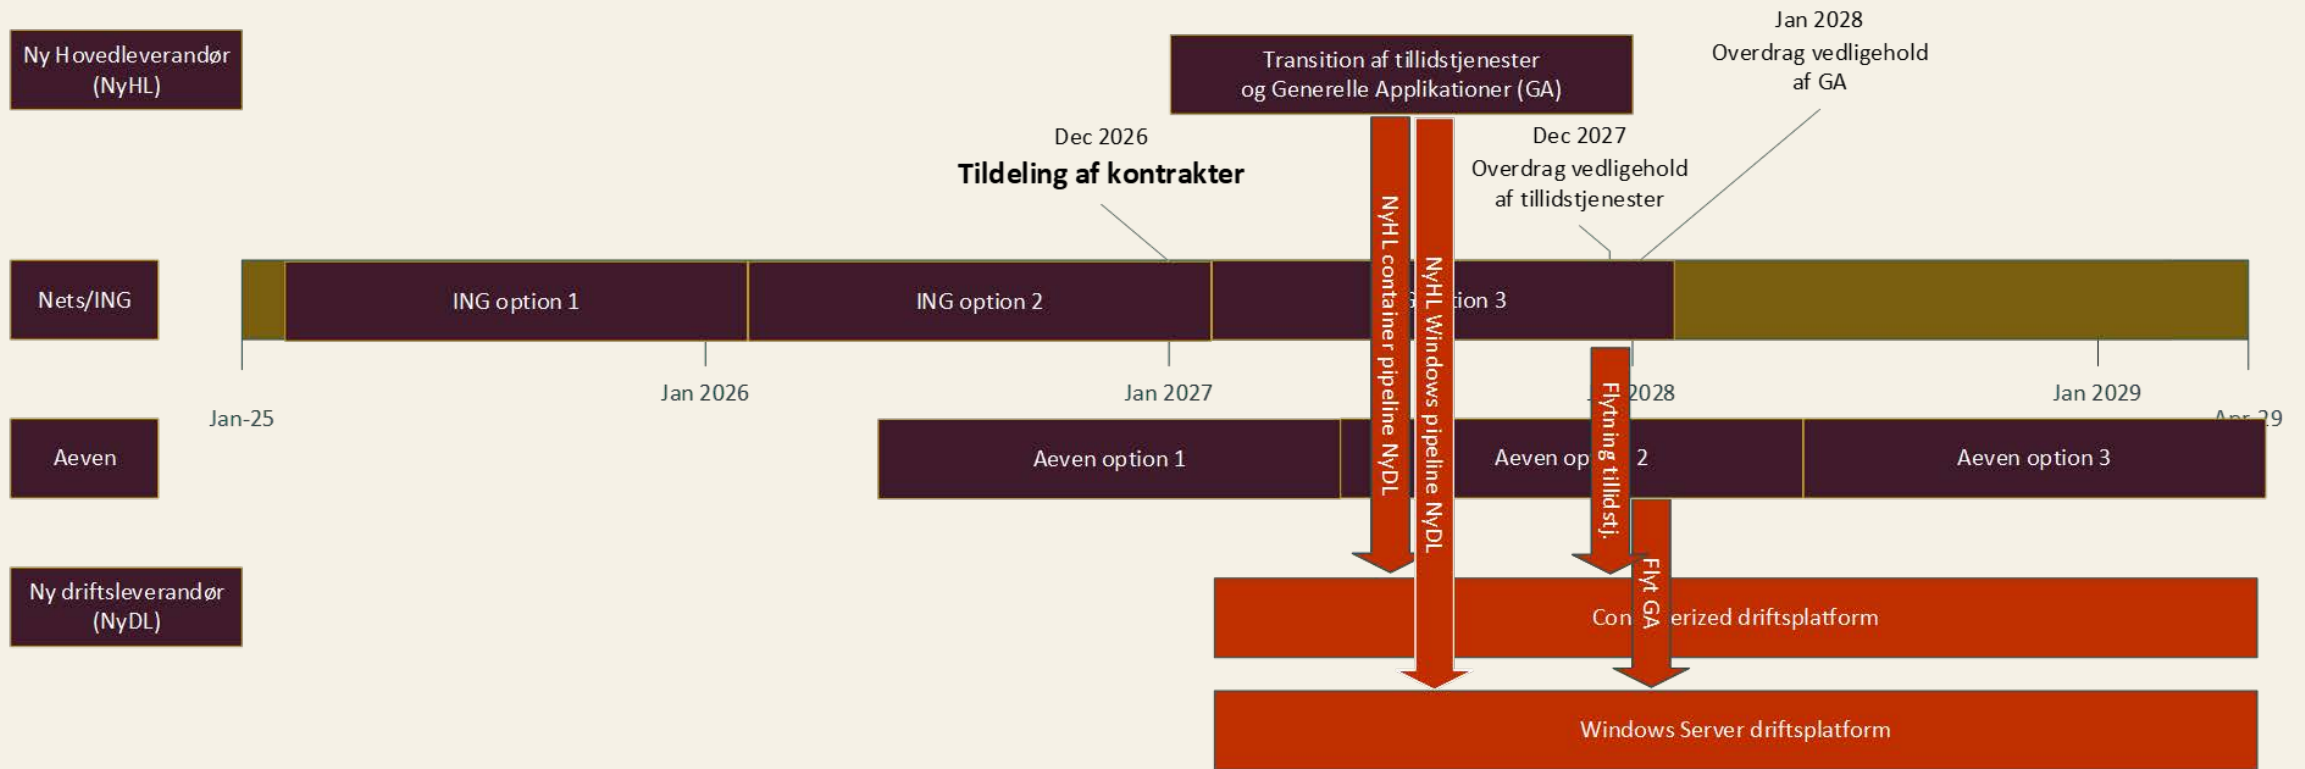 Jan 2028
Overdrag vedligehold
af GA
Ny Hovedleverandør
(NyHL)
Transition af tillidstjenester
og Generelle Applikationer (GA)
Dec 2026
Tildeling af kontrakter
Dec 2027
Overdrag vedligehold
af tillidstjenester
NyHL container pipeline NyDL
NyHL Windows pipeline NyDL
Nets/ING
ING option 1
ING option 2
tion 3
Jan-25
Jan 2026
Jan 2027
2028
Jan 2029
29
Flytning tillidstj.
Aeven
Aeven option 1
Aeven op 2
Aeven option 3
Flyt GA
Ny driftsleverandør
(NyDL)
Con erized driftsplatform
Windows Server driftsplatform